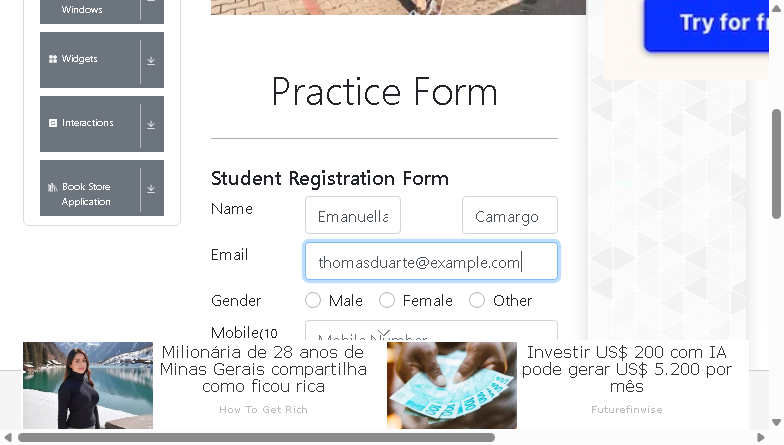 Windows
Widgets
Interactions
Book Store
Application
Try for
Practice Form
Student Registration Form
Name
Emanuella
Camargo
Email
thomasduarte@example.com
Gender
Male
Female
Other
Mobile(10
Mobile Number
Milionária de 28 anos de
Minas Gerais compartilha
como ficou rica
How To Get Rich
Investir US$ 200 com IA
pode gerar US$ 5.200 por
mês
Futurefinwise